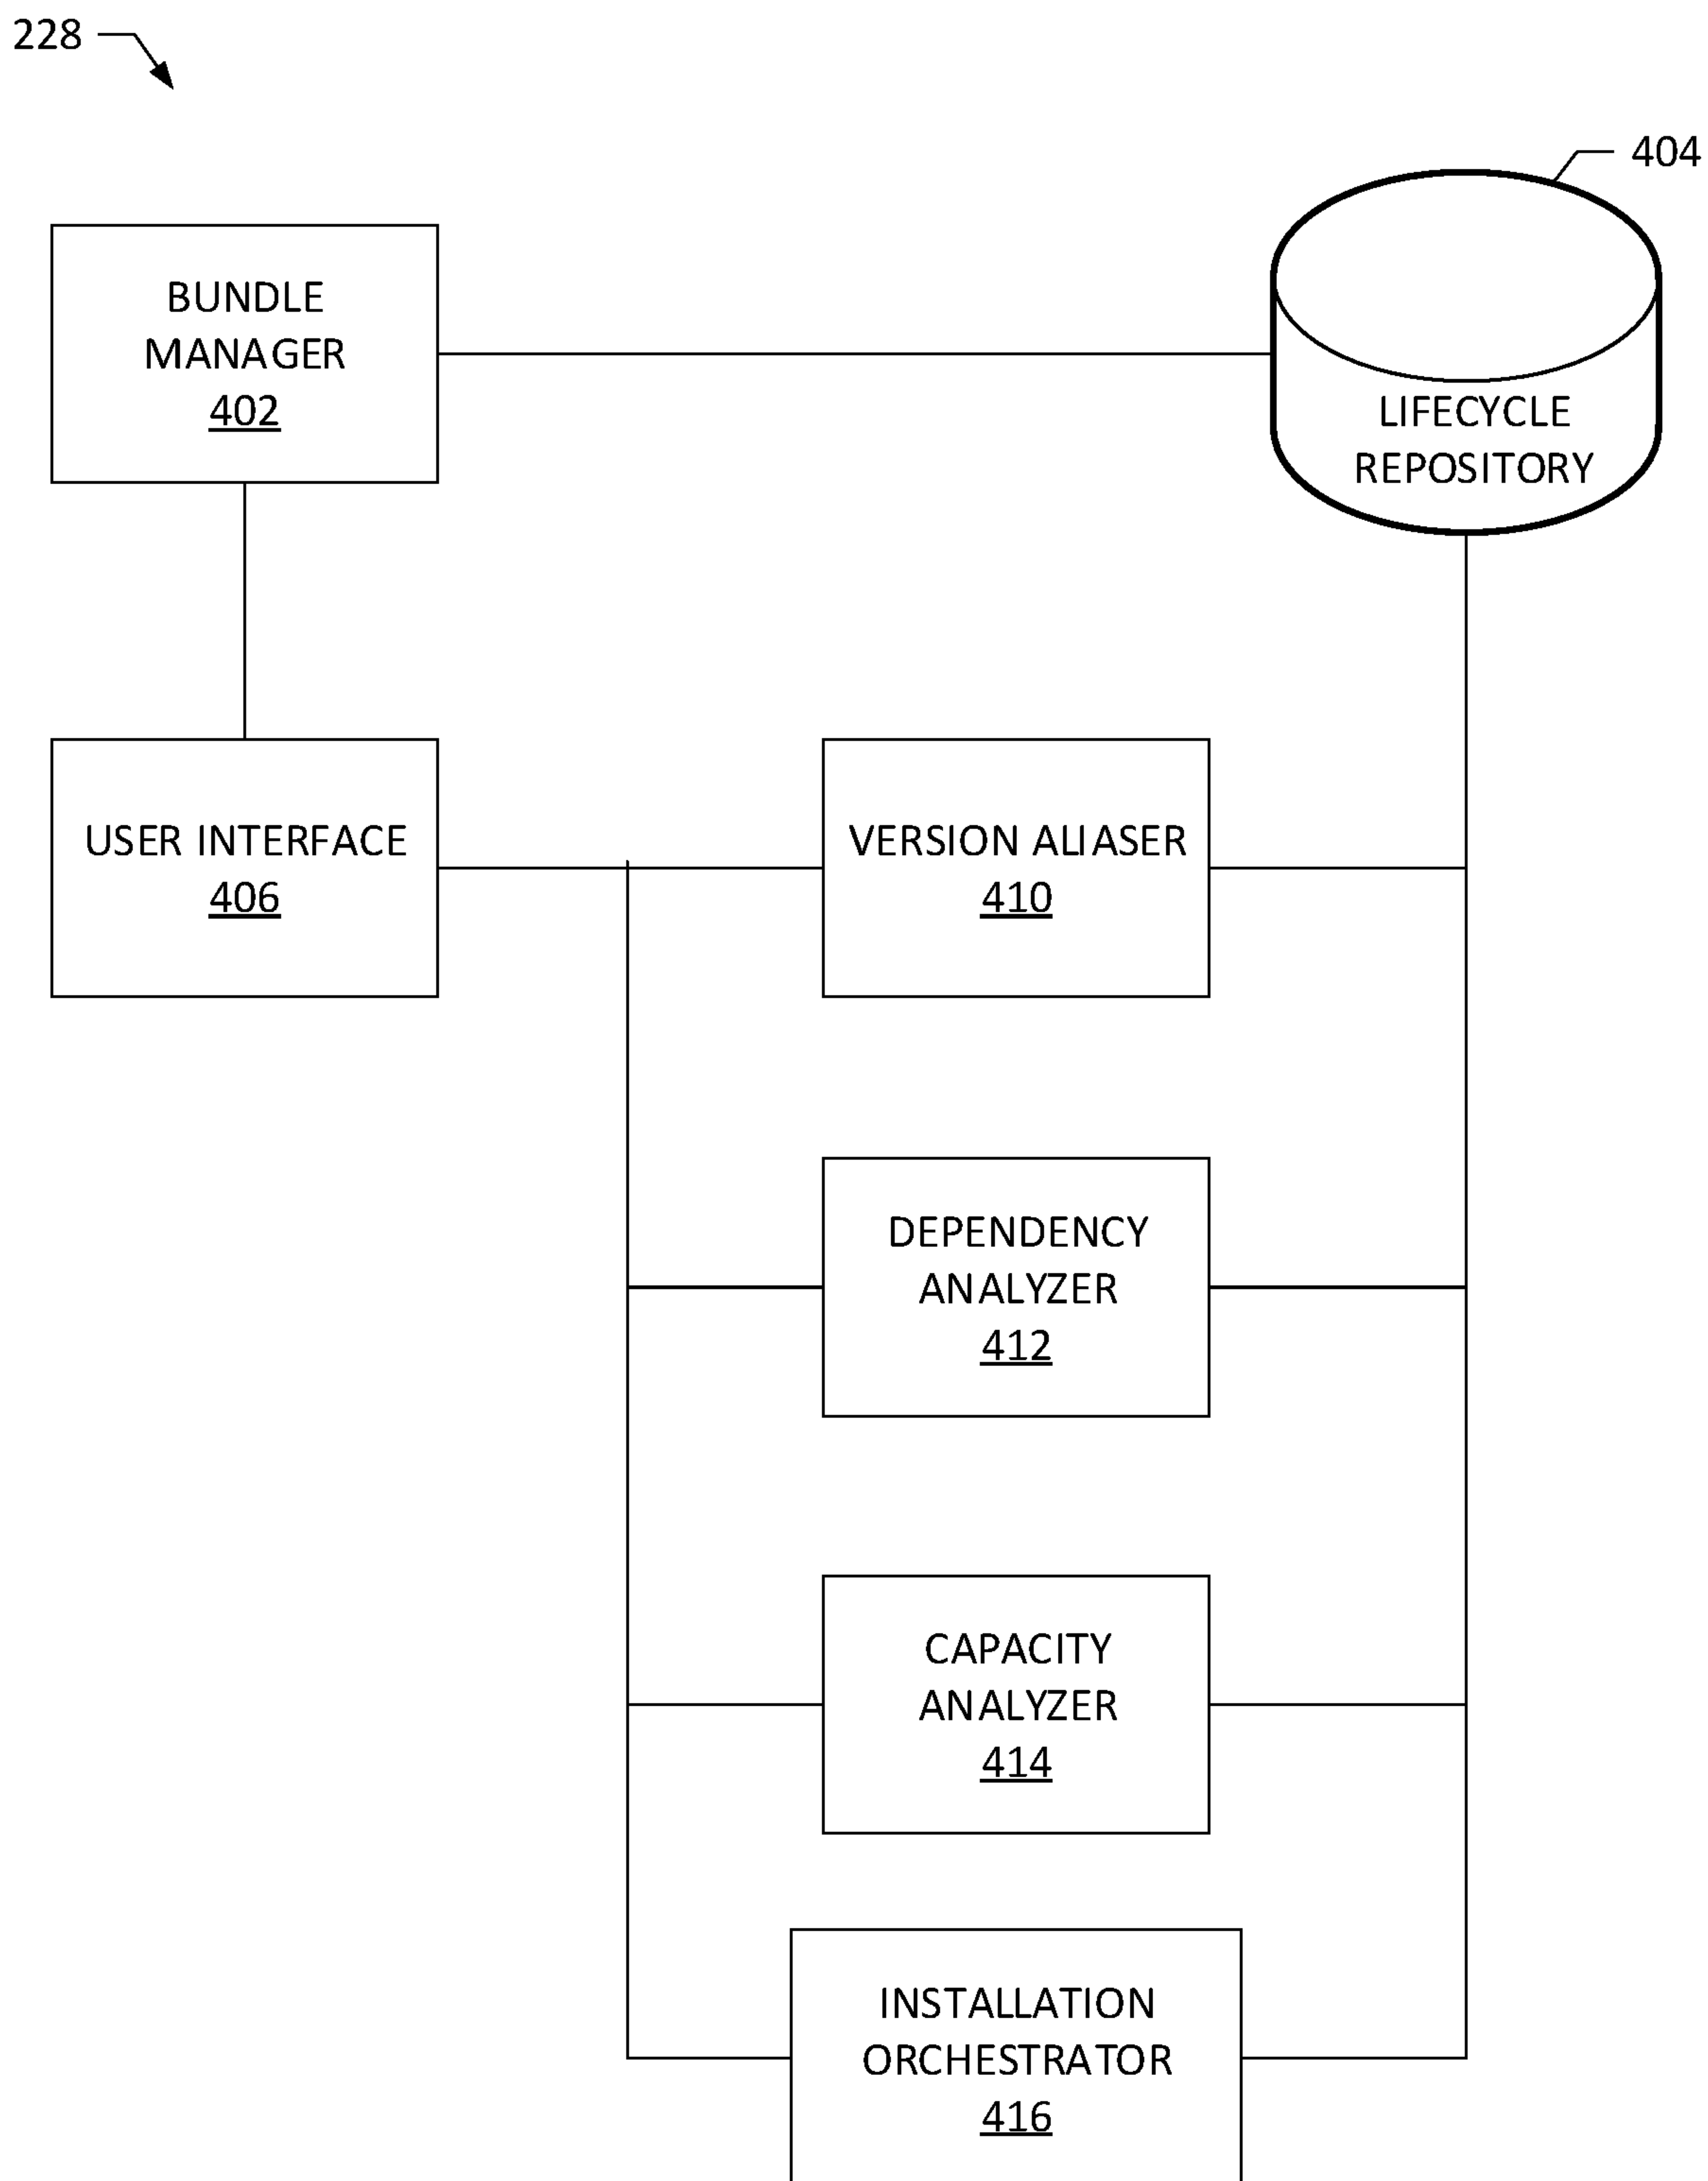 228
404
BUNDLE
MANAGER
402
LIFECYCLE
REPOSITORY
USER INTERFACE
406
VERSION ALIASER
410
DEPENDENCY
ANALYZER
412
CAPACITY
ANALYZER
414
INSTALLATION
ORCHESTRATOR
416